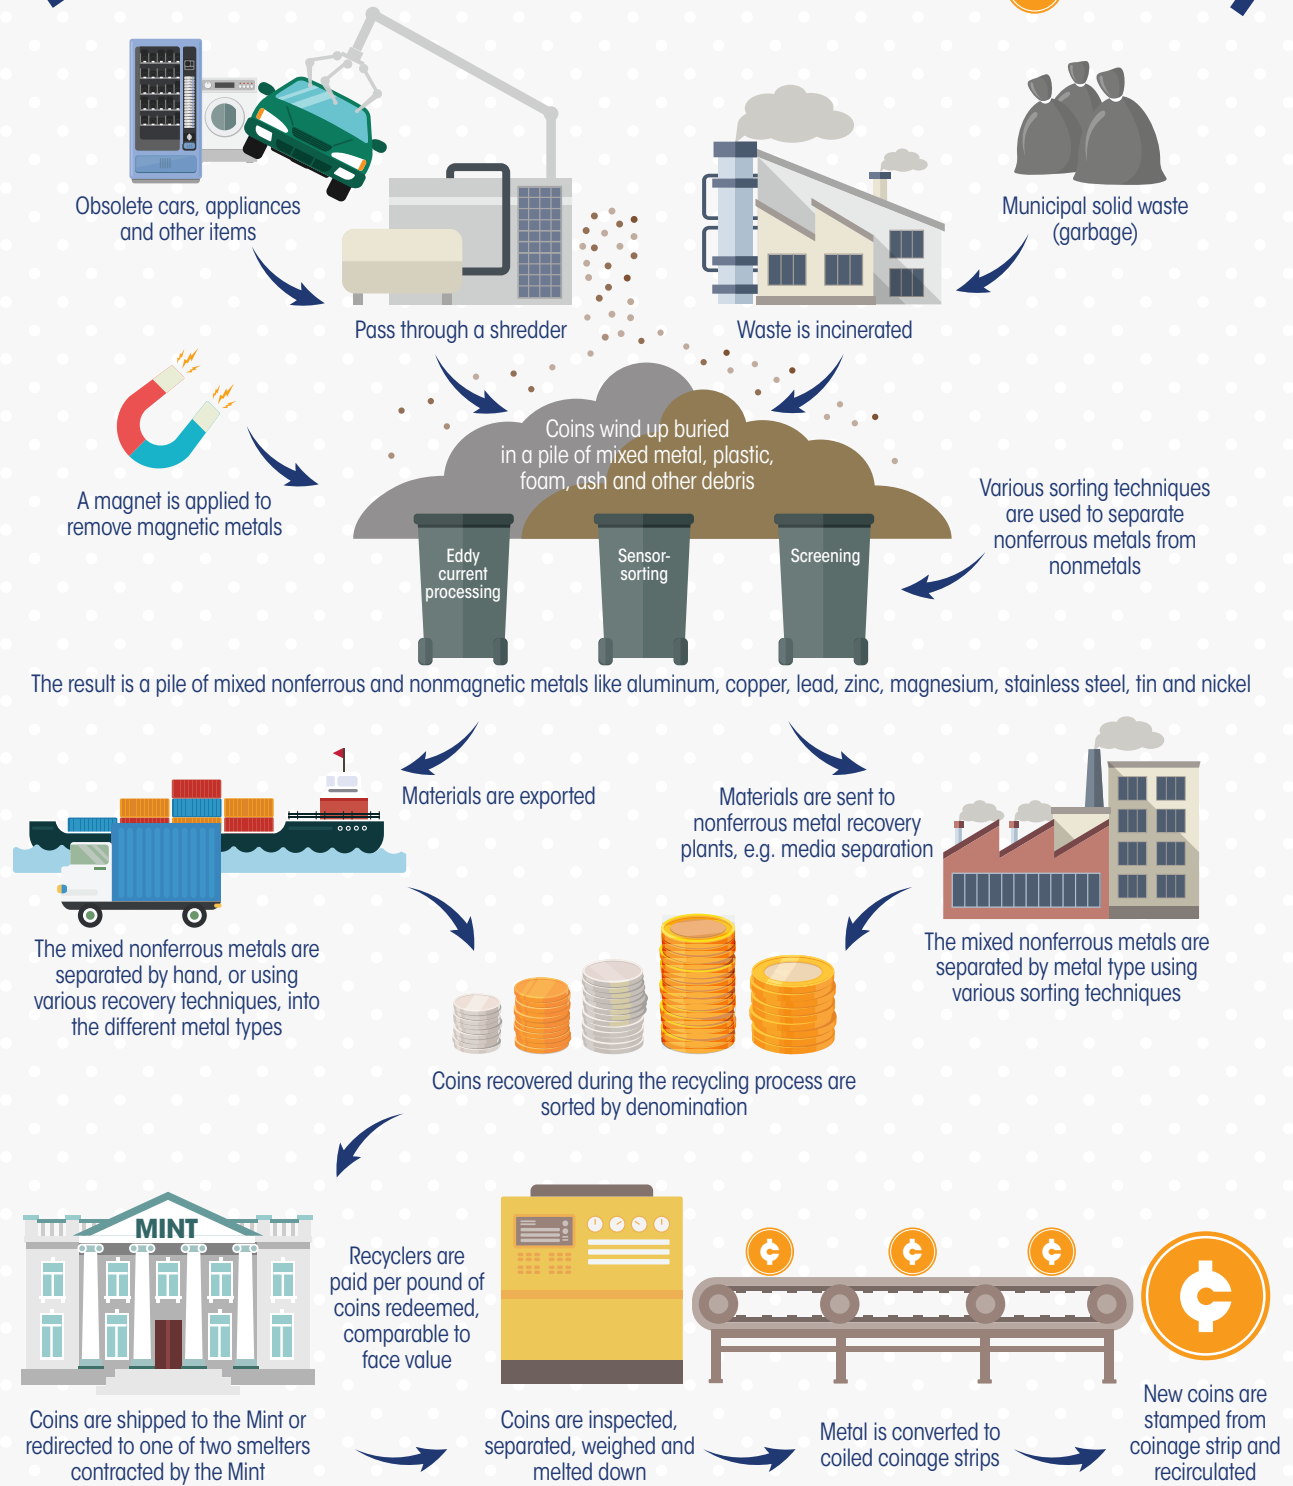 Obsolete cars, appliances
and other items
Municipal solid waste
(garbage)
Pass through a shredder
Waste is incinerated
Coins wind up buried
in a pile of mixed metal, plastic,
foam, ash and other debris
A magnet is applied to
remove magnetic metals
Various sorting techniques
are used to separate
nonferrous metals from
nonmetals
Eddy
current
processing
Sensor-
sorting
Screening
The result is a pile of mixed nonferrous and nonmagnetic metals like aluminum, copper, lead, zinc, magnesium, stainless steel, tin and nickel
Materials are exported
Materials are sent to
nonferrous metal recovery
plants, e.g. media separation
The mixed nonferrous metals are
separated by hand, or using
various recovery techniques, into
the different metal types
The mixed nonferrous metals are
separated by metal type using
various sorting techniques
Coins recovered during the recycling process are
sorted by denomination
MINT
Recyclers are
paid per pound of
coins redeemed,
comparable to
face value
¢
¢
¢
¢
Coins are shipped to the Mint or
redirected to one of two smelters
contracted by the Mint
Coins are inspected,
separated, weighed and
melted down
Metal is converted to
coiled coinage strips
New coins are
stamped from
coinage strip and
recirculated